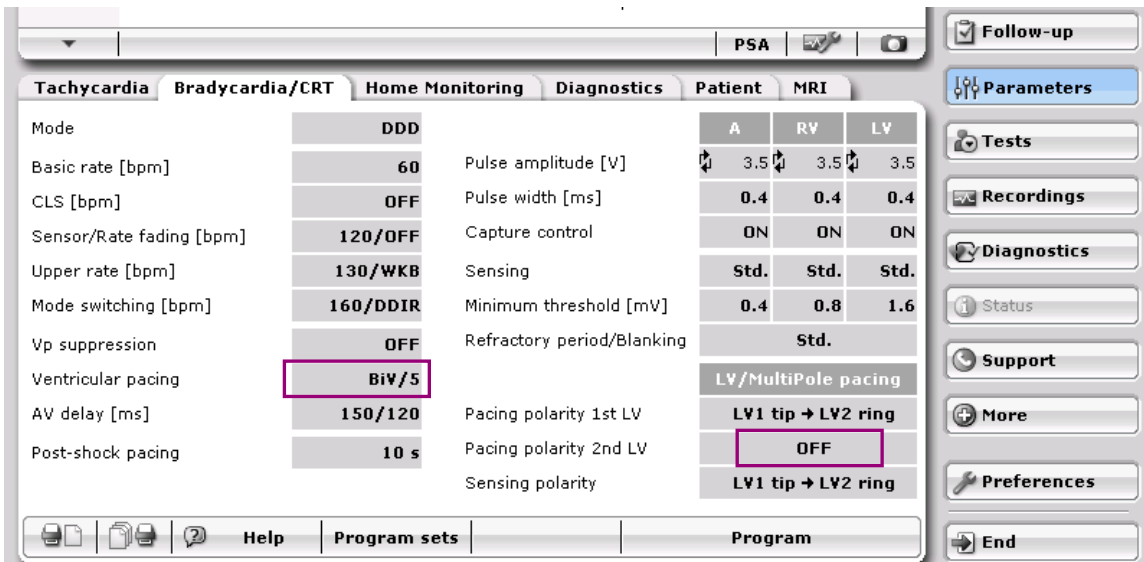 PSA
Follow-up
Tachycardia Bradycardia/CRT Home Monitoring Diagnostics Patient MRI
Parameters
Mode DDD
A RV LV
Tests
Basic rate [bpm] 60
Pulse amplitude [V] 3.5 3.5 3.5
CLS [bpm] OFF
Pulse width [ms] 0.4 0.4 0.4
Recordings
Sensor/Rate fading [bpm] 120/OFF
Capture control ON ON ON
Diagnostics
Upper rate [bpm] 130/WKB
Sensing Std. Std. Std.
Mode switching [bpm] 160/DDIR
Minimum threshold [mV] 0.4 0.8 1.6
Status
Vp suppression OFF
Refractory period/Blanking Std.
Support
Ventricular pacing BiV/5
LV/MultiPole pacing
AV delay [ms] 150/120
Pacing polarity 1st LV LV1 tip → LV2 ring
More
Post-shock pacing 10 s
Pacing polarity 2nd LV OFF
Sensing polarity LV1 tip → LV2 ring
Preferences
Help Program sets Program
End